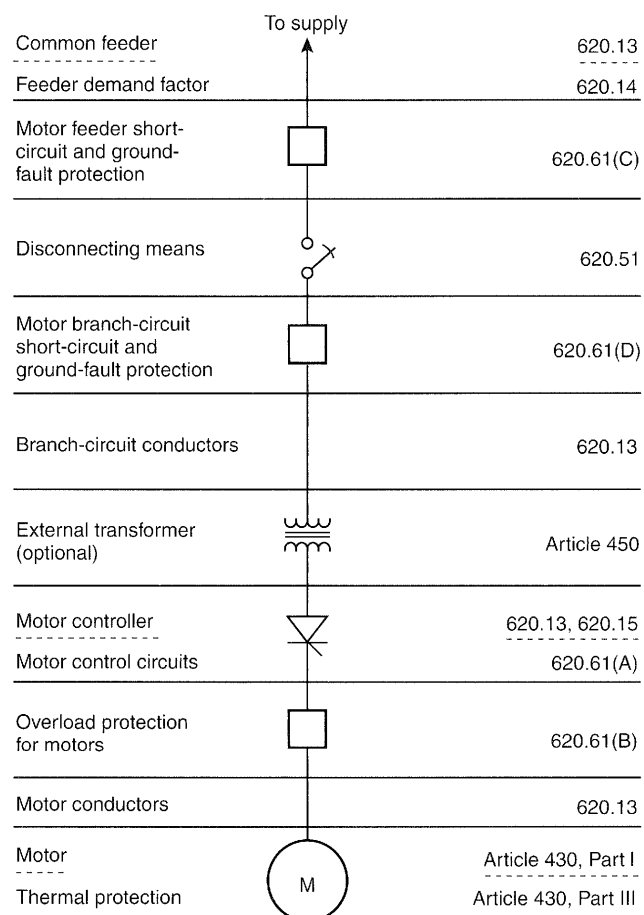 To supply
Common feeder 620.13
Feeder demand factor 620.14
Motor feeder short-
circuit and ground-
fault protection
620.61(C)
Disconnecting means 620.51
Motor branch-circuit
short-circuit and
ground-fault protection
620.61(D)
Branch-circuit conductors 620.13
External transformer
(optional)
Article 450
Motor controller 620.13, 620.15
Motor control circuits 620.61(A)
Overload protection
for motors
620.61(B)
Motor conductors 620.13
Motor Article 430, Part I
M
Thermal protection Article 430, Part III